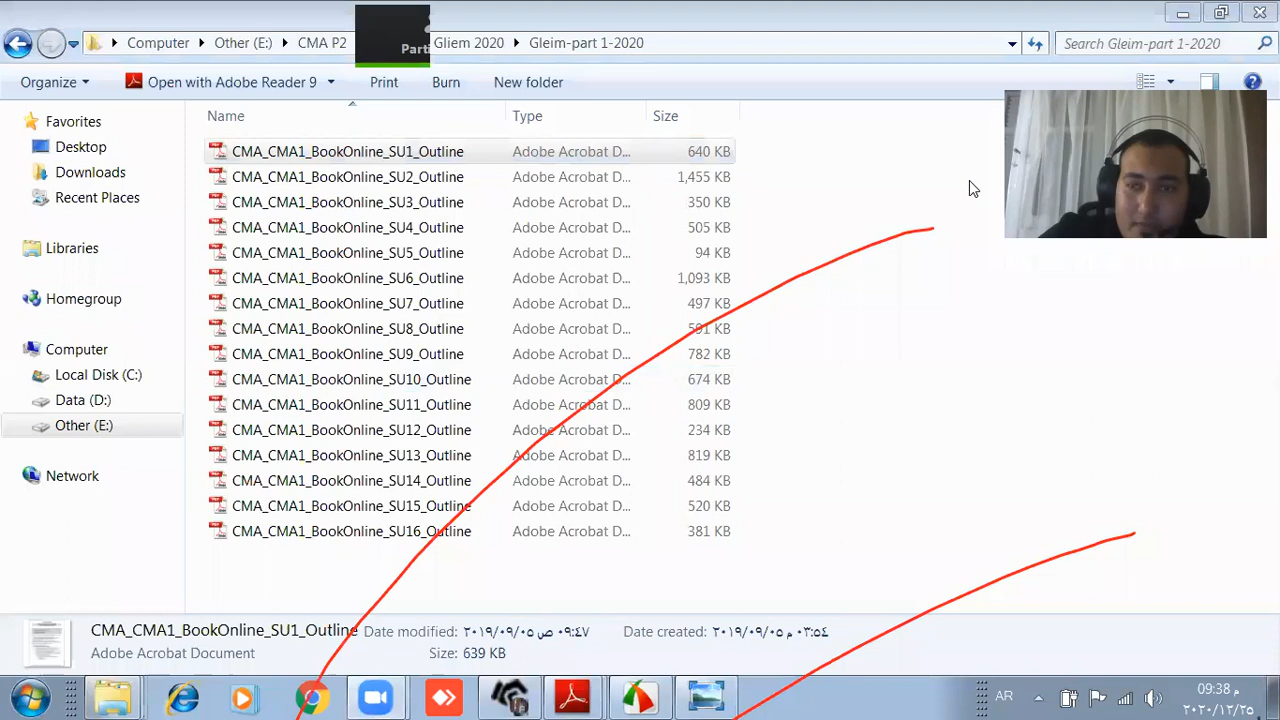 Computer Other (E:) CMA P2 Gliem 2020 Gleim-part 1-2020 Search Gleim-part 1-2020
Parti
Organize Open with Adobe Reader 9 Print Burn New folder
Name Type Size
Favorites
Desktop
Downloads
Recent Places
Libraries
Homegroup
Computer
Local Disk (C:)
Data (D:)
Other (E:)
Network
CMA_CMA1_BookOnline_SU1_Outline Adobe Acrobat D... 640 KB
CMA_CMA1_BookOnline_SU2_Outline Adobe Acrobat D... 1,455 KB
CMA_CMA1_BookOnline_SU3_Outline Adobe Acrobat D... 350 KB
CMA_CMA1_BookOnline_SU4_Outline Adobe Acrobat D... 505 KB
CMA_CMA1_BookOnline_SU5_Outline Adobe Acrobat D... 94 KB
CMA_CMA1_BookOnline_SU6_Outline Adobe Acrobat D... 1,093 KB
CMA_CMA1_BookOnline_SU7_Outline Adobe Acrobat D... 497 KB
CMA_CMA1_BookOnline_SU8_Outline Adobe Acrobat D... 591 KB
CMA_CMA1_BookOnline_SU9_Outline Adobe Acrobat D... 782 KB
CMA_CMA1_BookOnline_SU10_Outline Adobe Acrobat D... 674 KB
CMA_CMA1_BookOnline_SU11_Outline Adobe Acrobat D... 809 KB
CMA_CMA1_BookOnline_SU12_Outline Adobe Acrobat D... 234 KB
CMA_CMA1_BookOnline_SU13_Outline Adobe Acrobat D... 819 KB
CMA_CMA1_BookOnline_SU14_Outline Adobe Acrobat D... 484 KB
CMA_CMA1_BookOnline_SU15_Outline Adobe Acrobat D... 520 KB
CMA_CMA1_BookOnline_SU16_Outline Adobe Acrobat D... 381 KB
CMA_CMA1_BookOnline_SU1_Outline Date modified: ٢٠١٩/٠٩/٠٥ ص ٠٩:٤٧ Date created: ٢٠١٩/٠٩/٠٥ م ٠٣:٥٤
Adobe Acrobat Document Size: 639 KB
AR 09:38 م
٢٠٢٠/١٢/٢٥